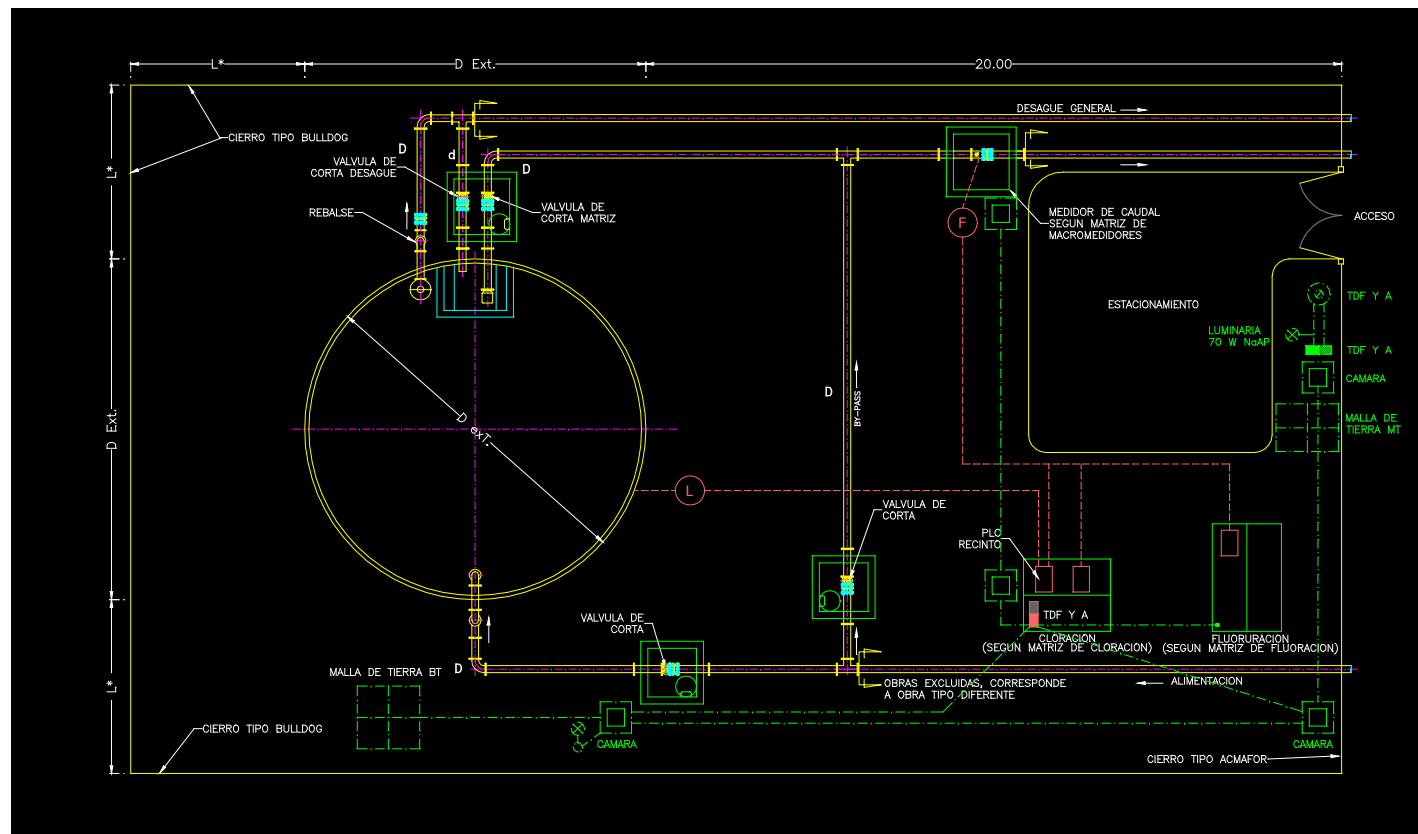 L*
D Ext.
20.00
DESAGUE GENERAL
CIERRO TIPO BULLDOG
D
d
VALVULA DE
CORTA DESAGUE
D
L*
REBALSE
VALVULA DE
CORTA MATRIZ
F
MEDIDOR DE CAUDAL
SEGUN MATRIZ DE
MACROMEDIDORES
ACCESO
ESTACIONAMIENTO
TDF Y A
LUMINARIA
70 W NaAP
TDF Y A
CAMARA
D
BY-PASS
D Ext.
D exT.
MALLA DE
TIERRA MT
L
VALVULA DE
CORTA
PLC
RECINTO
TDF Y A
VALVULA DE
CORTA
CLORACION
(SEGUN MATRIZ DE CLORACION)
FLUORURACION
(SEGUN MATRIZ DE FLUORACION)
MALLA DE TIERRA BT
D
L*
OBRAS EXCLUIDAS, CORRESPONDE
A OBRA TIPO DIFERENTE
ALIMENTACION
CIERRO TIPO BULLDOG
CAMARA
CAMARA
CIERRO TIPO ACMAFOR